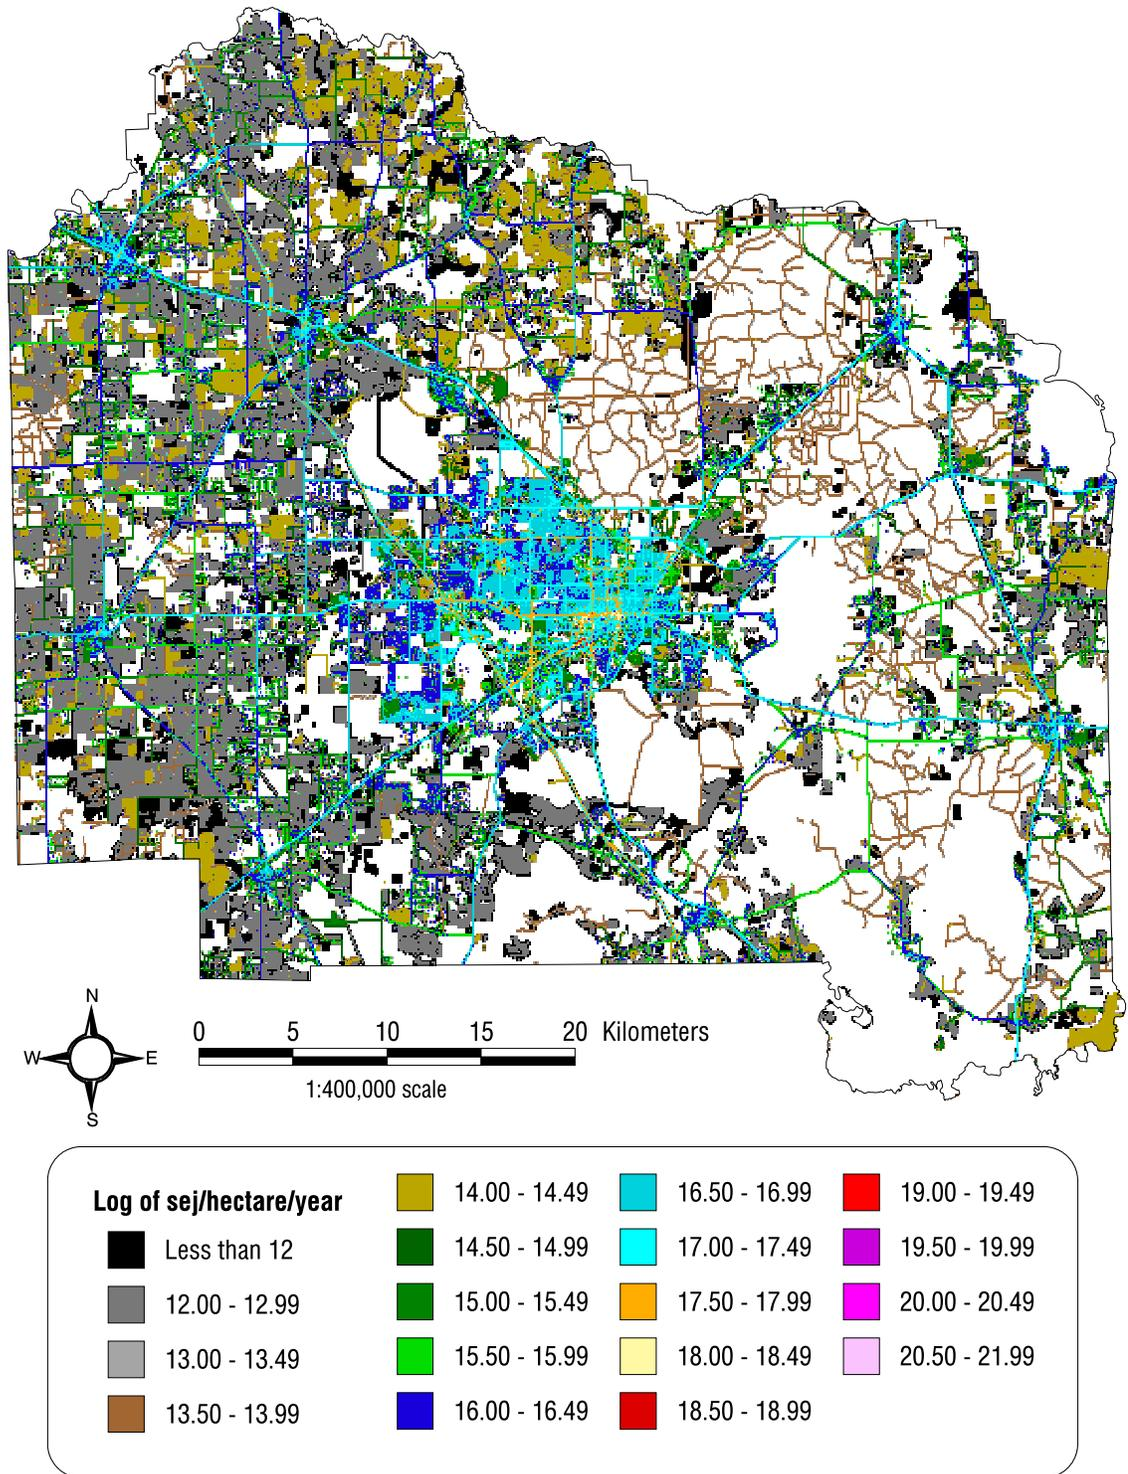 N
W E
S
0 5 10 15 20 Kilometers
1:400,000 scale
Log of sej/hectare/year
Less than 12
12.00 - 12.99
13.00 - 13.49
13.50 - 13.99
14.00 - 14.49
14.50 - 14.99
15.00 - 15.49
15.50 - 15.99
16.00 - 16.49
16.50 - 16.99
17.00 - 17.49
17.50 - 17.99
18.00 - 18.49
18.50 - 18.99
19.00 - 19.49
19.50 - 19.99
20.00 - 20.49
20.50 - 21.99